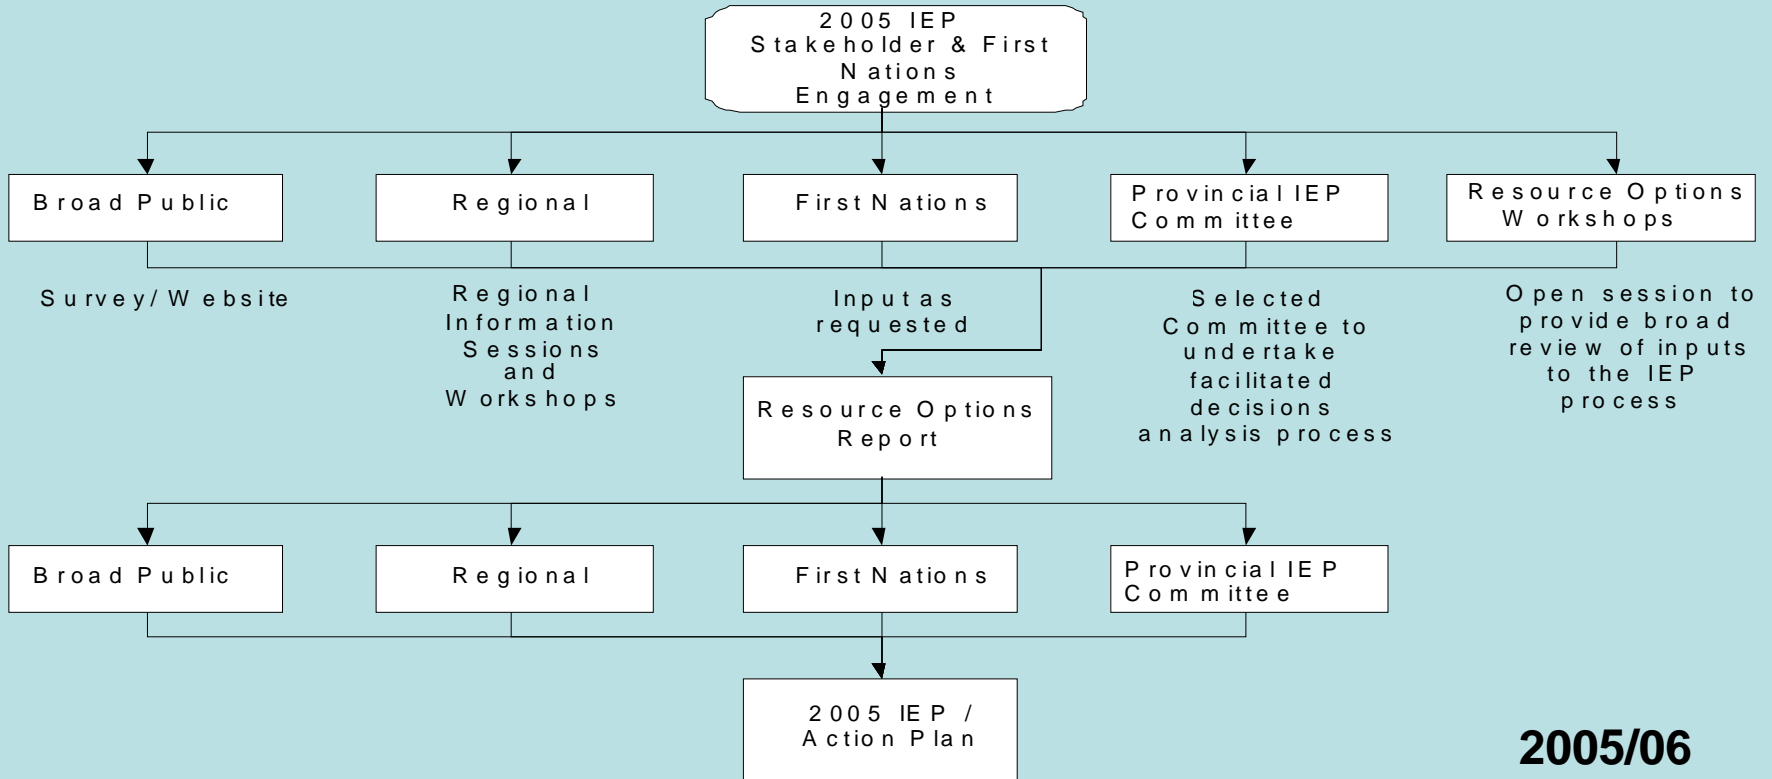 2005 IEP
Stakeholder & First
Nations
Engagement
Broad Public
Regional
First Nations
Provincial IEP
Committee
Resource Options
Workshops
Survey/Website
Regional
Information
Sessions
and
Workshops
Input as
requested
Selected
Committee to
undertake
facilitated
decisions
analysis process
Open session to
provide broad
review of inputs
to the IEP
process
Resource Options
Report
Broad Public
Regional
First Nations
Provincial IEP
Committee
2005 IEP /
Action Plan
2005/06